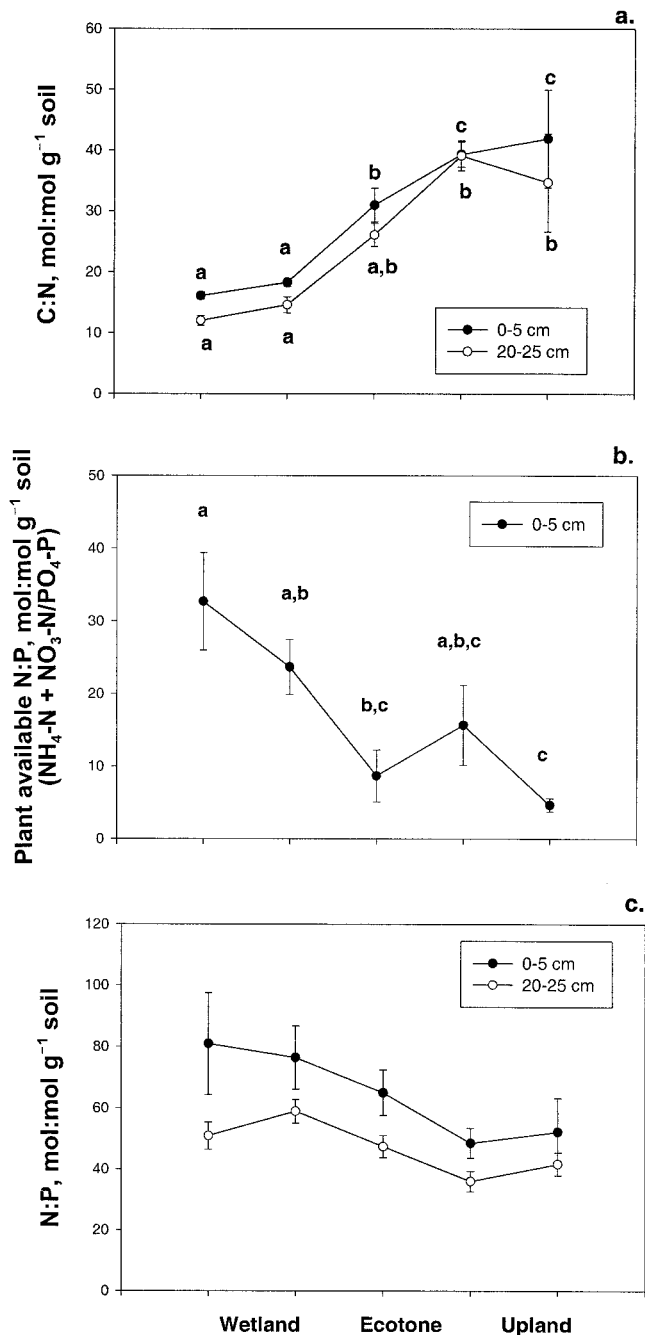 a.
60
50
40
30
20
10
0
C:N, mol:mol g⁻¹ soil
a
a
b
c
c
a
a
a,b
b
b
0-5 cm
20-25 cm
b.
50
40
30
20
10
0
Plant available N:P, mol:mol g⁻¹ soil
(NH₄-N + NO₃-N/PO₄-P)
a
a,b
b,c
a,b,c
c
0-5 cm
c.
120
100
80
60
40
20
0
N:P, mol:mol g⁻¹ soil
0-5 cm
20-25 cm
Wetland Ecotone Upland